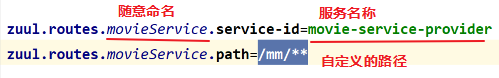 随意命名 服务名称
zuul.routes.movieService.service-id=movie-service-provider
zuul.routes.movieService.path=/mm/** 自定义的路径